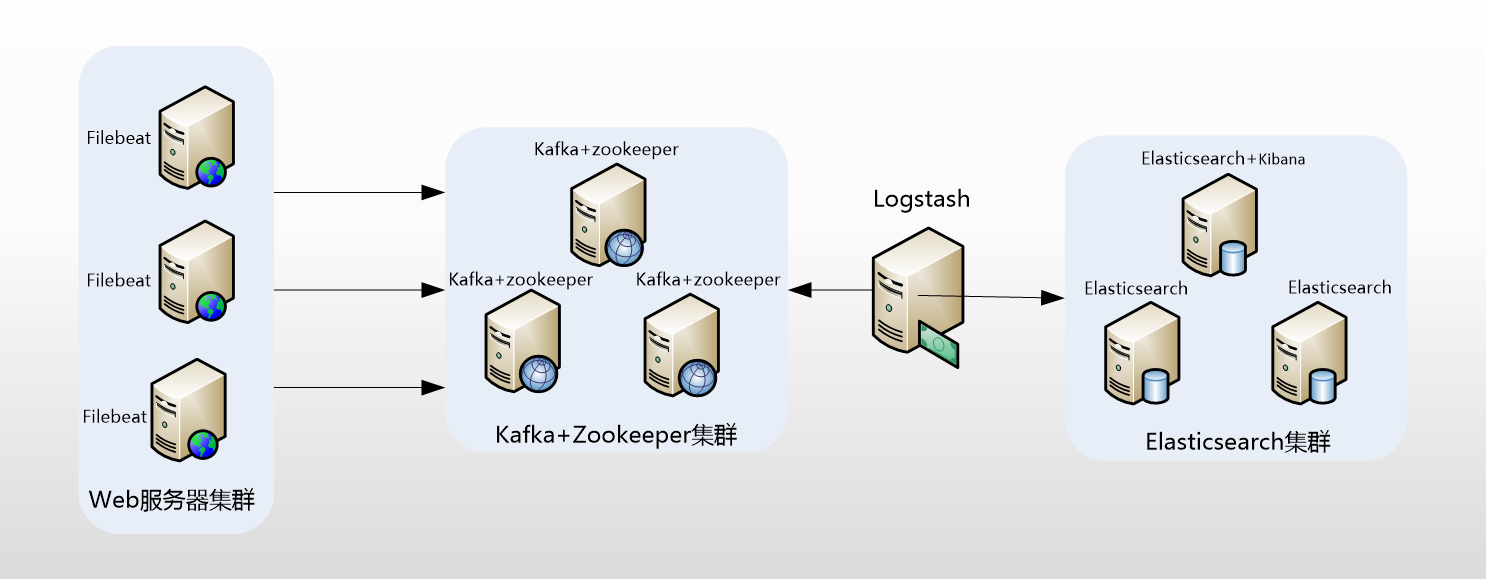 Filebeat
Filebeat
Filebeat
Web服务器集群
Kafka+zookeeper
Kafka+zookeeper
Kafka+zookeeper
Kafka+Zookeeper集群
Logstash
Elasticsearch+Kibana
Elasticsearch
Elasticsearch
Elasticsearch集群